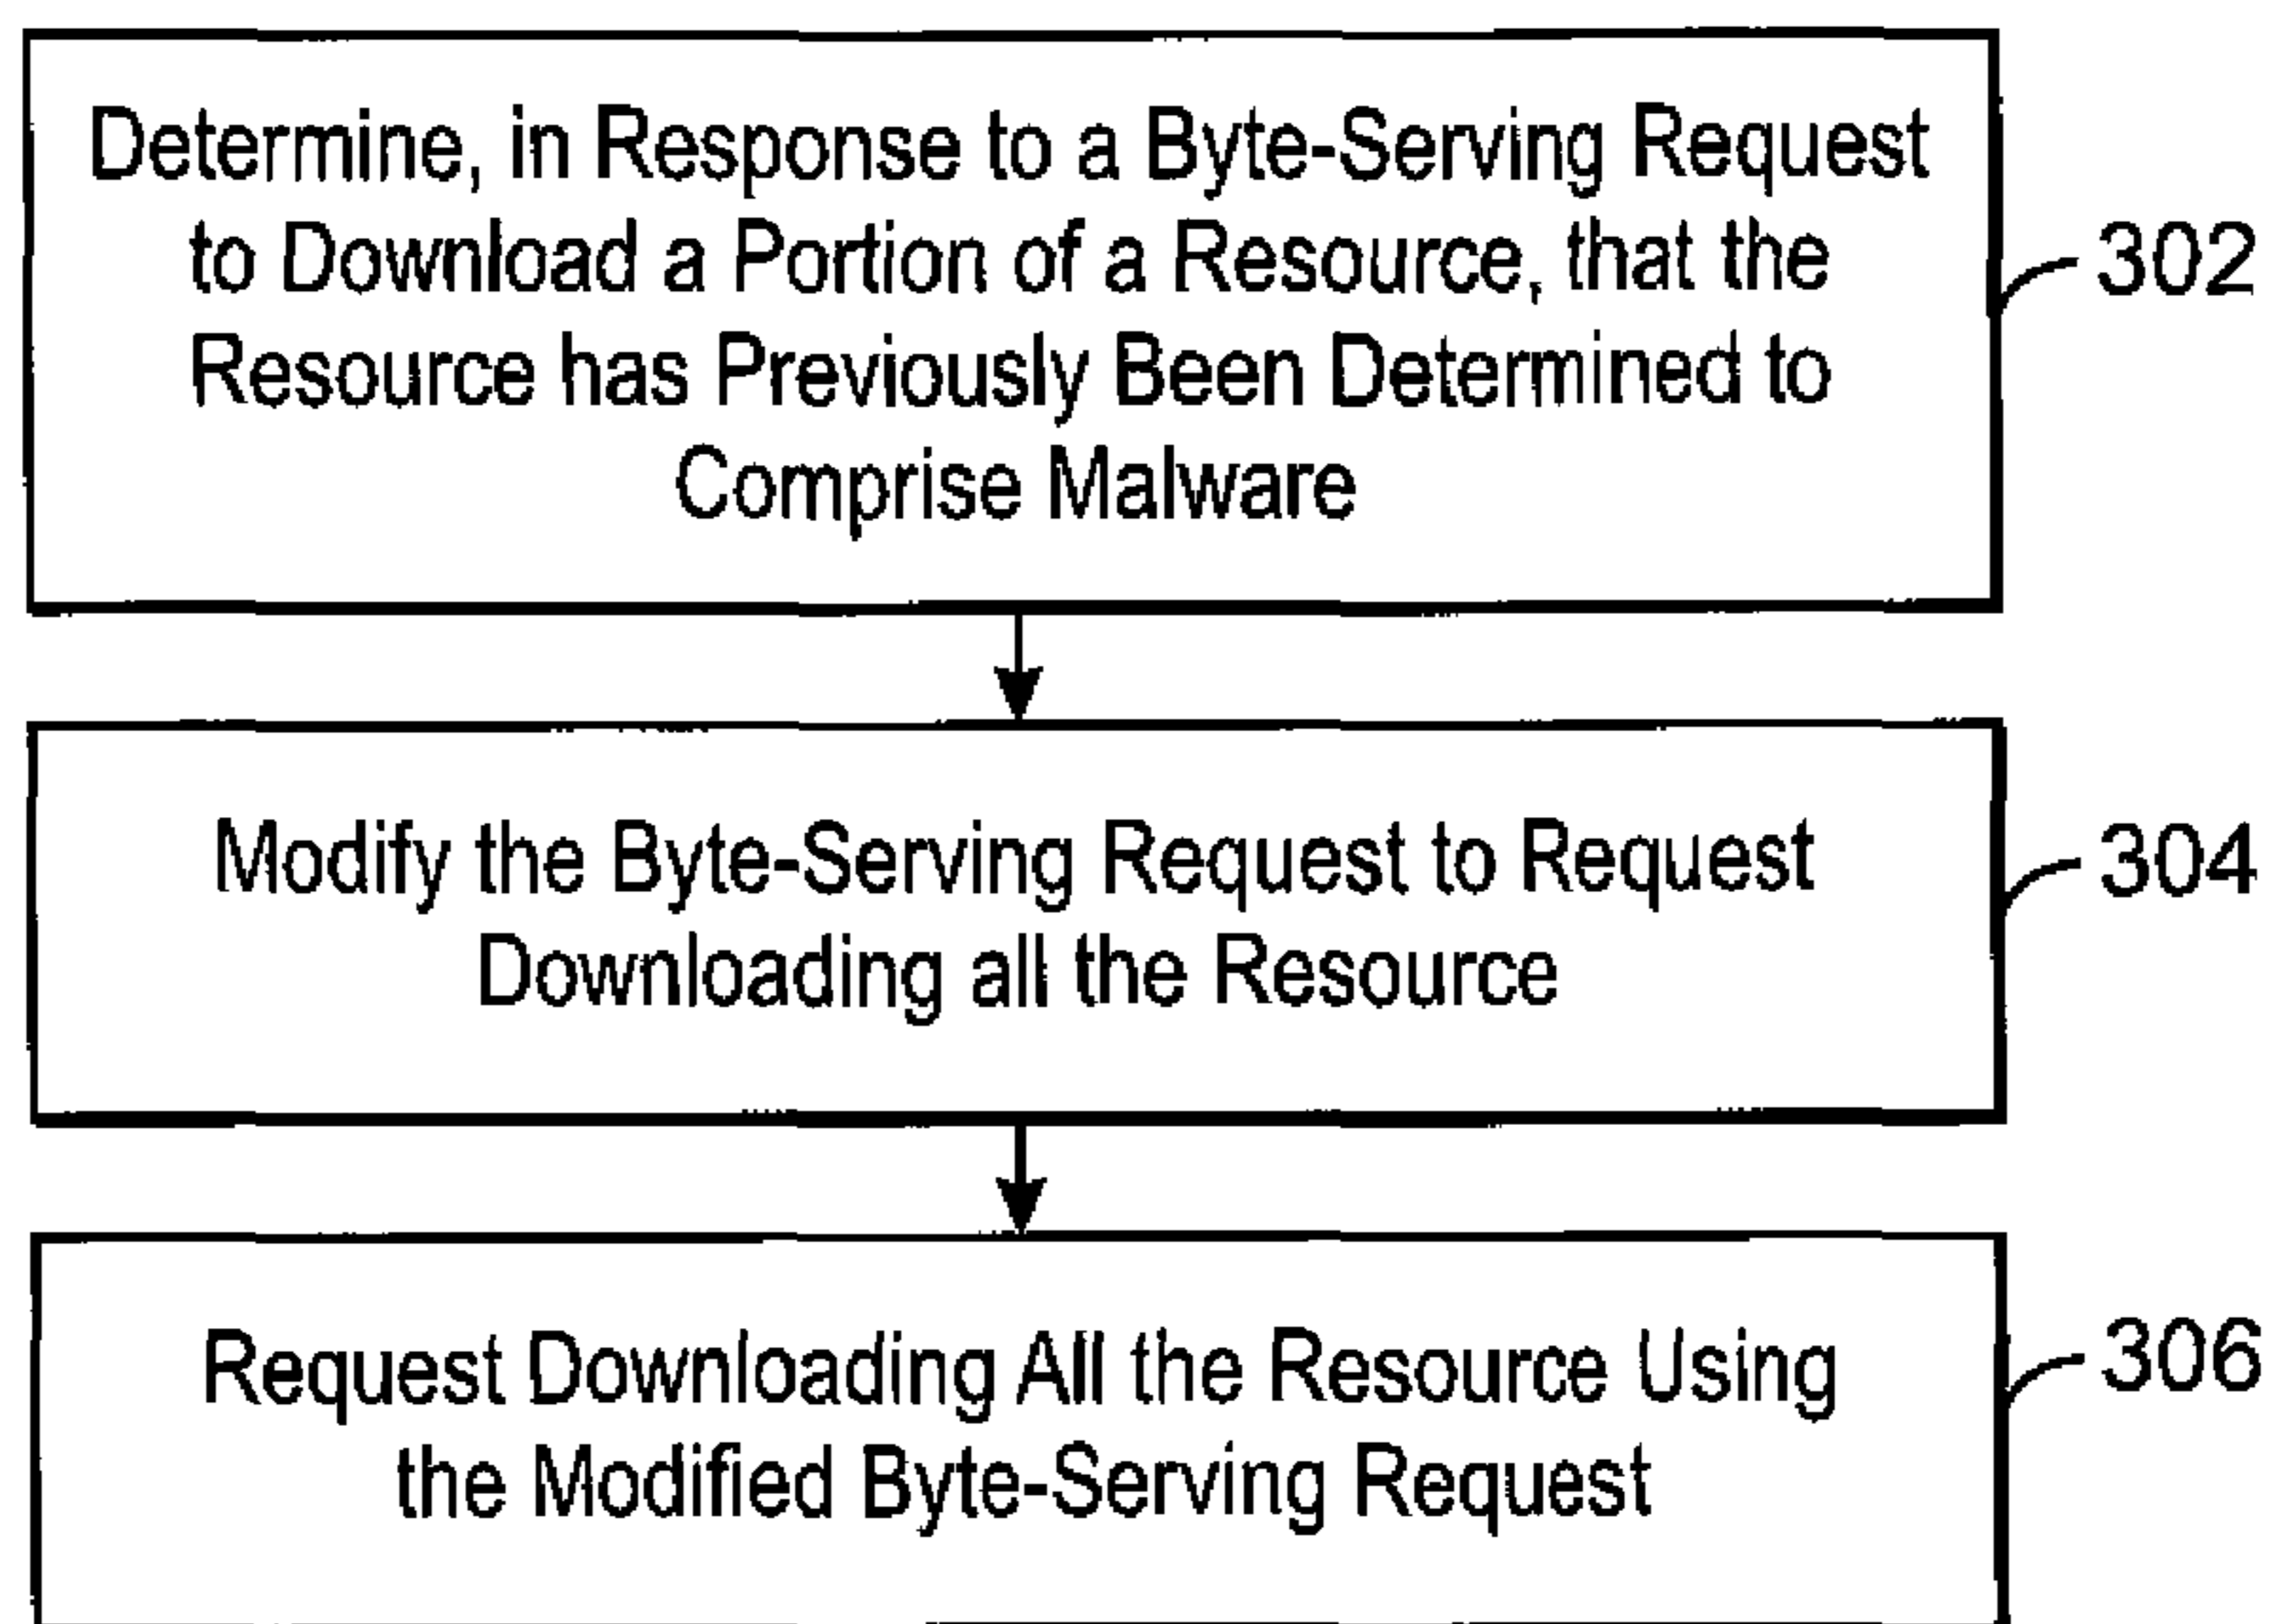 Determine, in Response to a Byte-Serving Request
to Download a Portion of a Resource, that the
Resource has Previously Been Determined to
Comprise Malware
302
Modify the Byte-Serving Request to Request
Downloading all the Resource
304
Request Downloading All the Resource Using
the Modified Byte-Serving Request
306